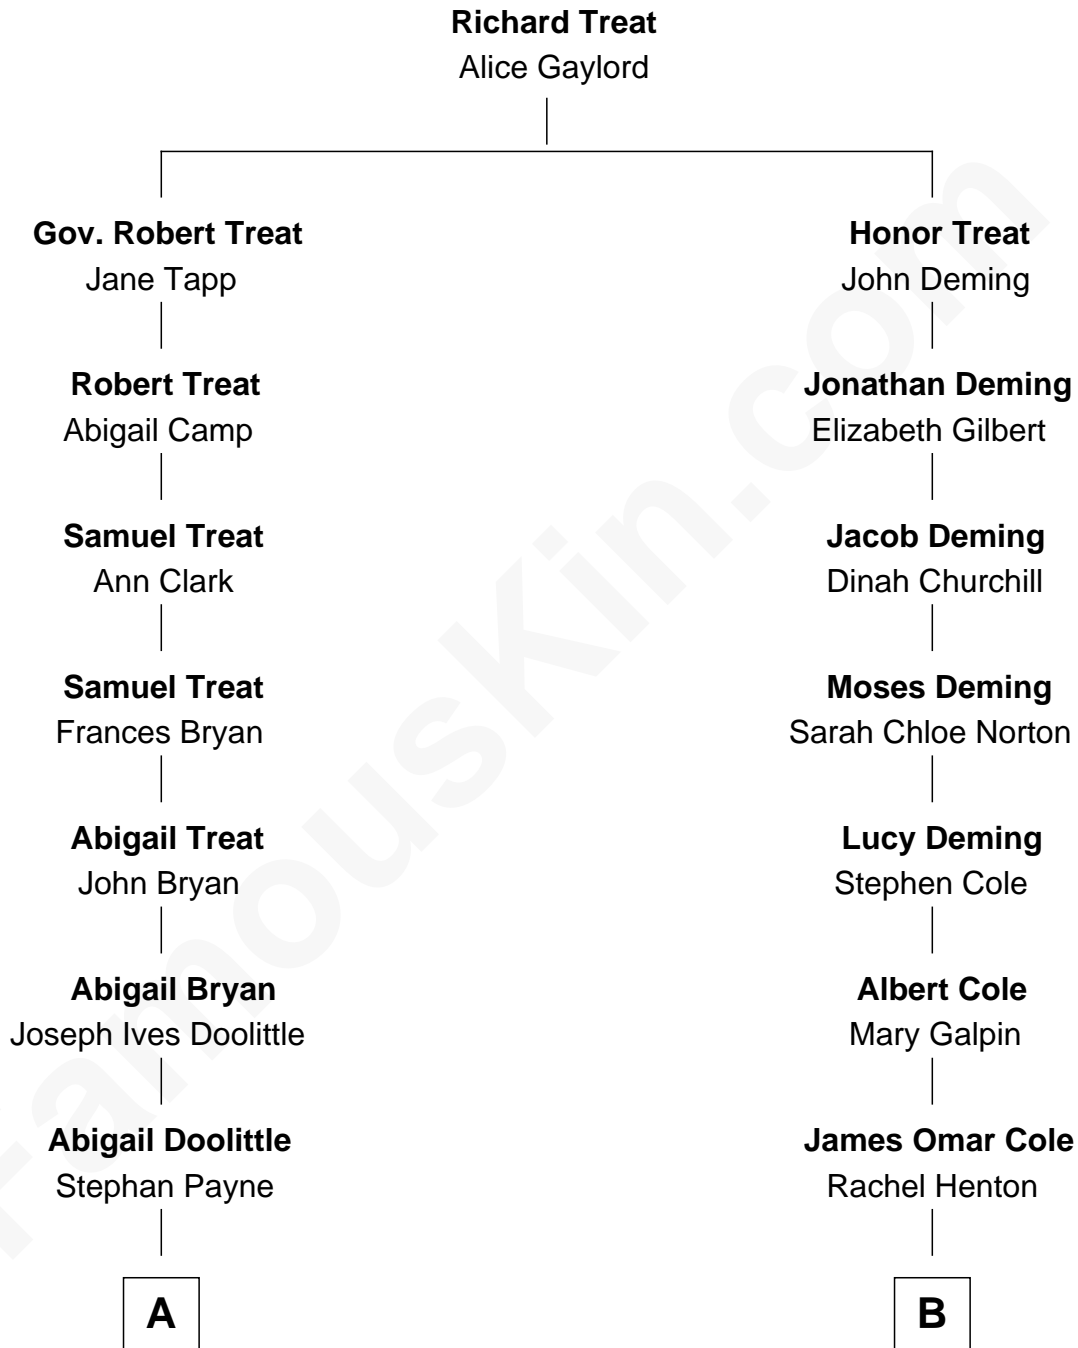 Richard Treat
Alice Gaylord
Gov. Robert Treat
Jane Tapp
Honor Treat
John Deming
Robert Treat
Abigail Camp
Jonathan Deming
Elizabeth Gilbert
Samuel Treat
Ann Clark
Jacob Deming
Dinah Churchill
Samuel Treat
Frances Bryan
Moses Deming
Sarah Chloe Norton
Abigail Treat
John Bryan
Lucy Deming
Stephen Cole
Abigail Bryan
Joseph Ives Doolittle
Albert Cole
Mary Galpin
Abigail Doolittle
Stephan Payne
James Omar Cole
Rachel Henton
A
B
FamousKin.com